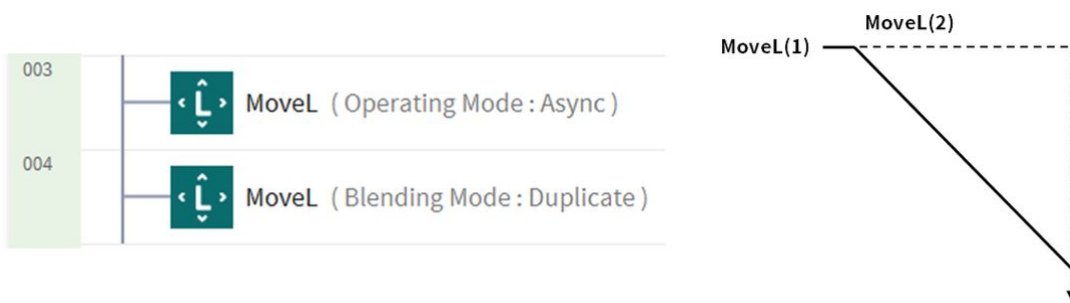 003
MoveL ( Operating Mode : Async )
004
MoveL ( Blending Mode : Duplicate )
MoveL(2)
MoveL(1)